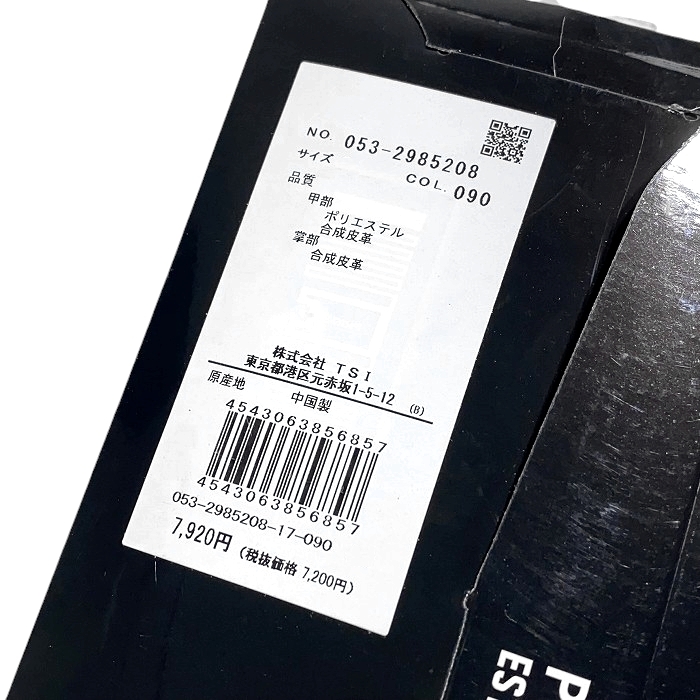 NO. 053-2985208
サイズ COL. 090
品質
甲部
ポリエステル
合成皮革
掌部
合成皮革
株式会社 TSI
東京都港区元赤坂1-5-12 (B)
原産地 中国製
4543063856857
4543063856857
053-2985208-17-090
7,920円 (税抜価格 7,200円)
P
ES